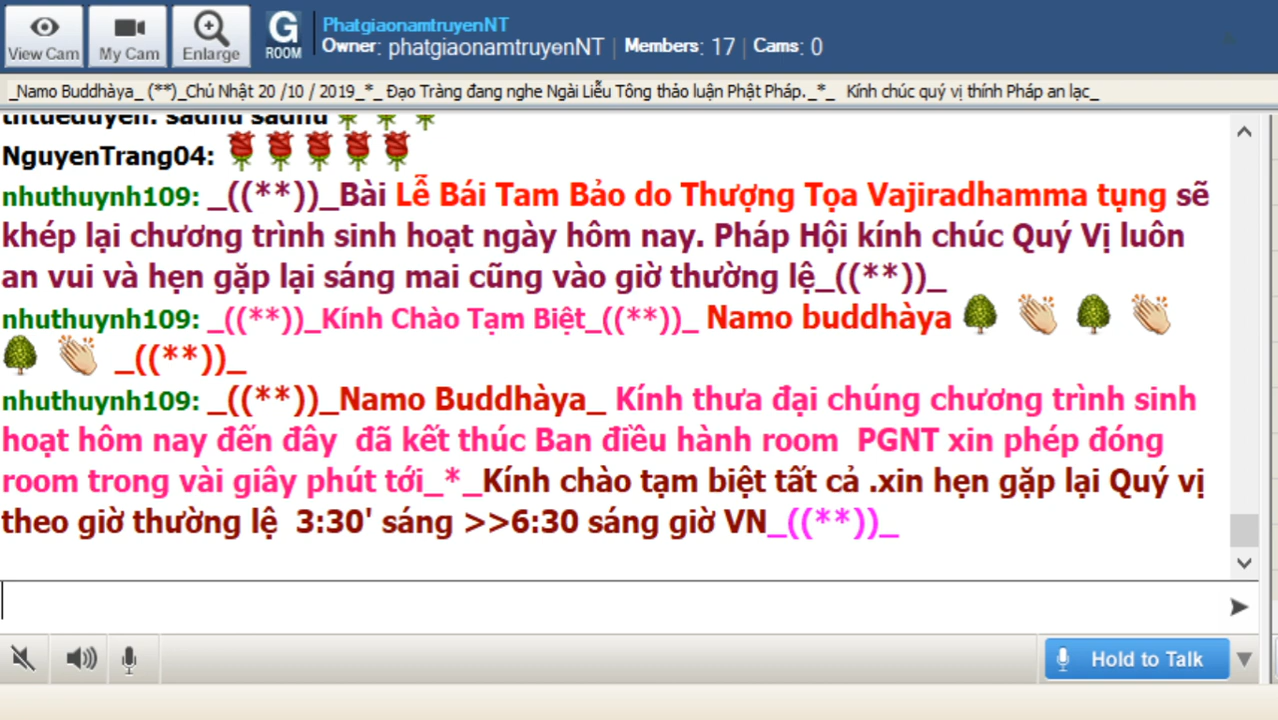 View Cam
My Cam
Enlarge
G
ROOM
PhatgiaonamtruyenNT
Owner: phatgiaonamtruyenNT | Members: 17 | Cams: 0
_Namo Buddhàya_ (**)_Chủ Nhật 20 /10 / 2019_*_ Đạo Tràng đang nghe Ngài Liễu Tông thảo luận Phật Pháp._*_ Kính chúc quý vị thính Pháp an lạc_
thtueduyen: sadhu sadhu
NguyenTrang04:
nhuthuynh109: _((**))_Bài Lễ Bái Tam Bảo do Thượng Tọa Vajiradhamma tụng sẽ
khép lại chương trình sinh hoạt ngày hôm nay. Pháp Hội kính chúc Quý Vị luôn
an vui và hẹn gặp lại sáng mai cũng vào giờ thường lệ_((**))_
nhuthuynh109: _((**))_Kính Chào Tạm Biệt_((**))_ Namo buddhàya
_((**))_
nhuthuynh109: _((**))_Namo Buddhàya_ Kính thưa đại chúng chương trình sinh
hoạt hôm nay đến đây đã kết thúc Ban điều hành room PGNT xin phép đóng
room trong vài giây phút tới_*_Kính chào tạm biệt tất cả .xin hẹn gặp lại Quý vị
theo giờ thường lệ 3:30' sáng >>6:30 sáng giờ VN_((**))_
Hold to Talk